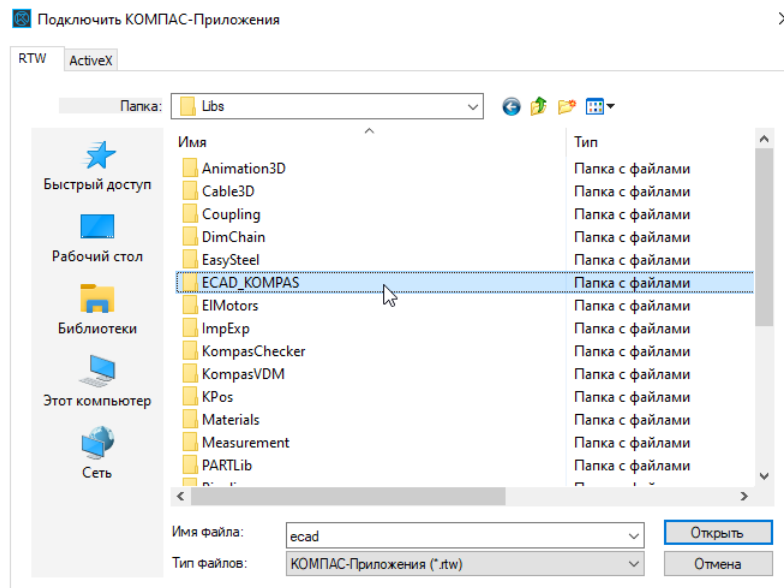 Подключить КОМПАС-Приложения
RTW ActiveX
Папка: Libs
Имя Тип
Быстрый доступ
Рабочий стол
Библиотеки
Этот компьютер
Сеть
Animation3D Папка с файлами
Cable3D Папка с файлами
Coupling Папка с файлами
DimChain Папка с файлами
EasySteel Папка с файлами
ECAD_KOMPAS Папка с файлами
ElMotors Папка с файлами
ImpExp Папка с файлами
KompasChecker Папка с файлами
KompasVDM Папка с файлами
KPos Папка с файлами
Materials Папка с файлами
Measurement Папка с файлами
PARTLib Папка с файлами
Имя файла: ecad Открыть
Тип файлов: КОМПАС-Приложения (*.rtw) Отмена